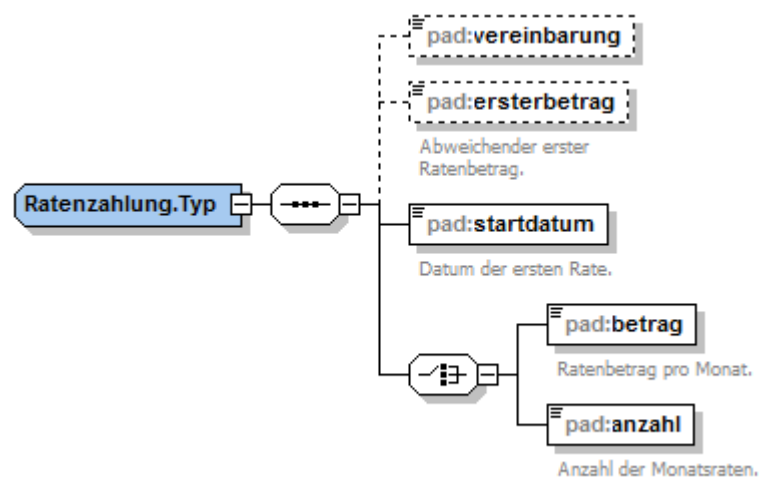 pad:vereinbarung
pad:ersterbetrag
Abweichender erster
Ratenbetrag.
Ratenzahlung.Typ
pad:startdatum
Datum der ersten Rate.
pad:betrag
Ratenbetrag pro Monat.
pad:anzahl
Anzahl der Monatsraten.